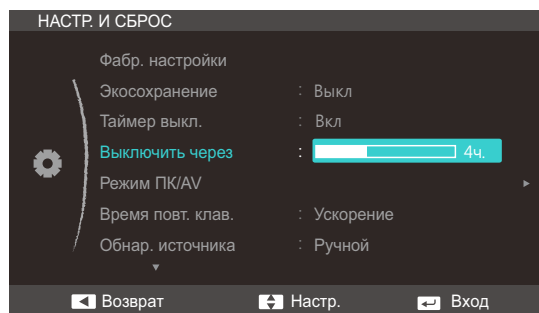 НАСТР. И СБРОС
Фабр. настройки
Экосохранение : Выкл
Таймер выкл. : Вкл
Выключить через : 4ч.
Режим ПК/AV
Время повт. клав. : Ускорение
Обнар. источника : Ручной
Возврат Настр. Вход